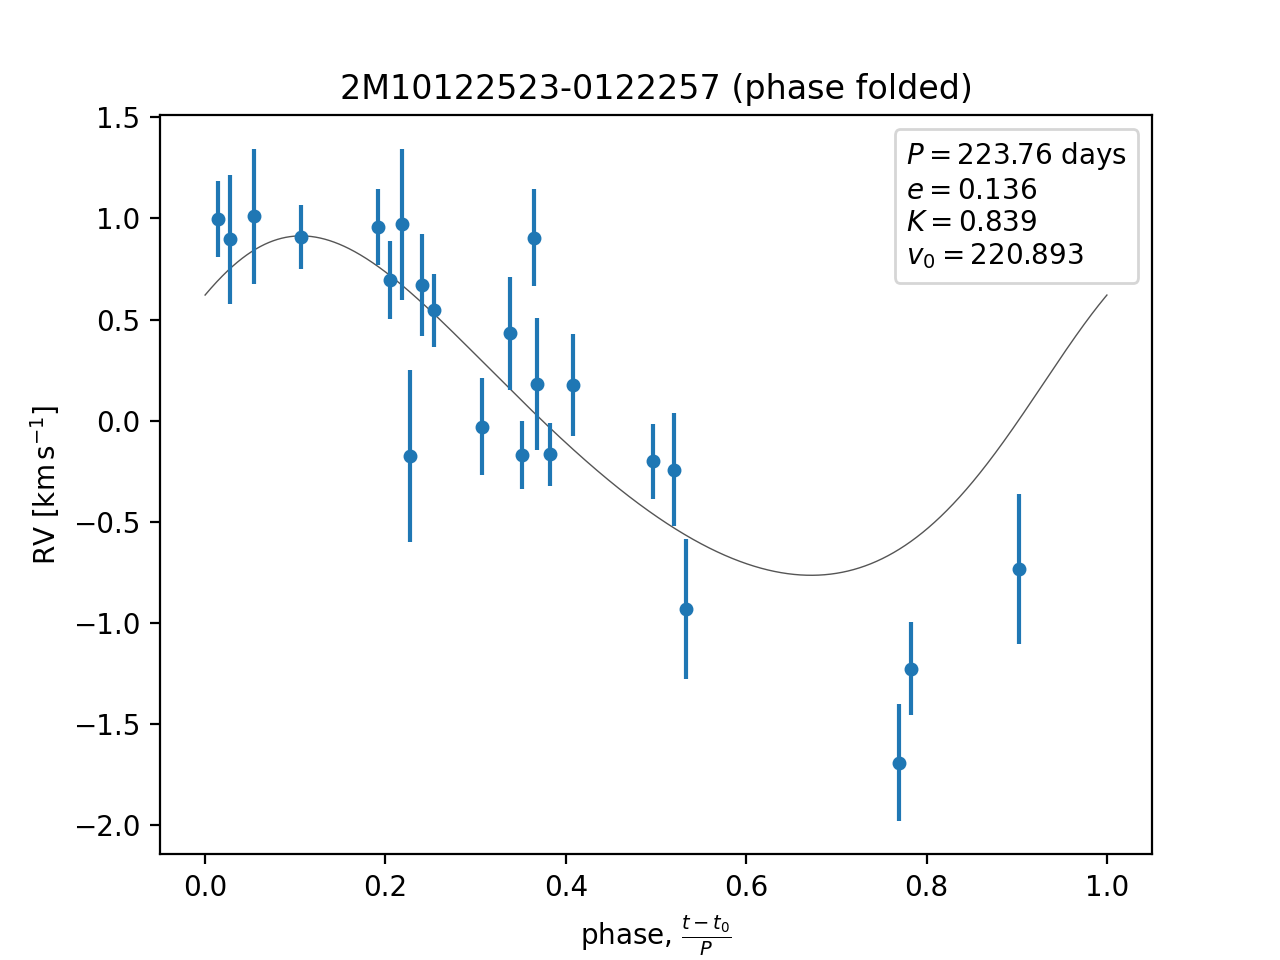 2M10122523-0122257 (phase folded)
P = 223.76 days
e = 0.136
K = 0.839
v₀ = 220.893
RV [km s⁻¹]
1.5
1.0
0.5
0.0
−0.5
−1.0
−1.5
−2.0
0.0 0.2 0.4 0.6 0.8 1.0
phase, (t − t₀)/P